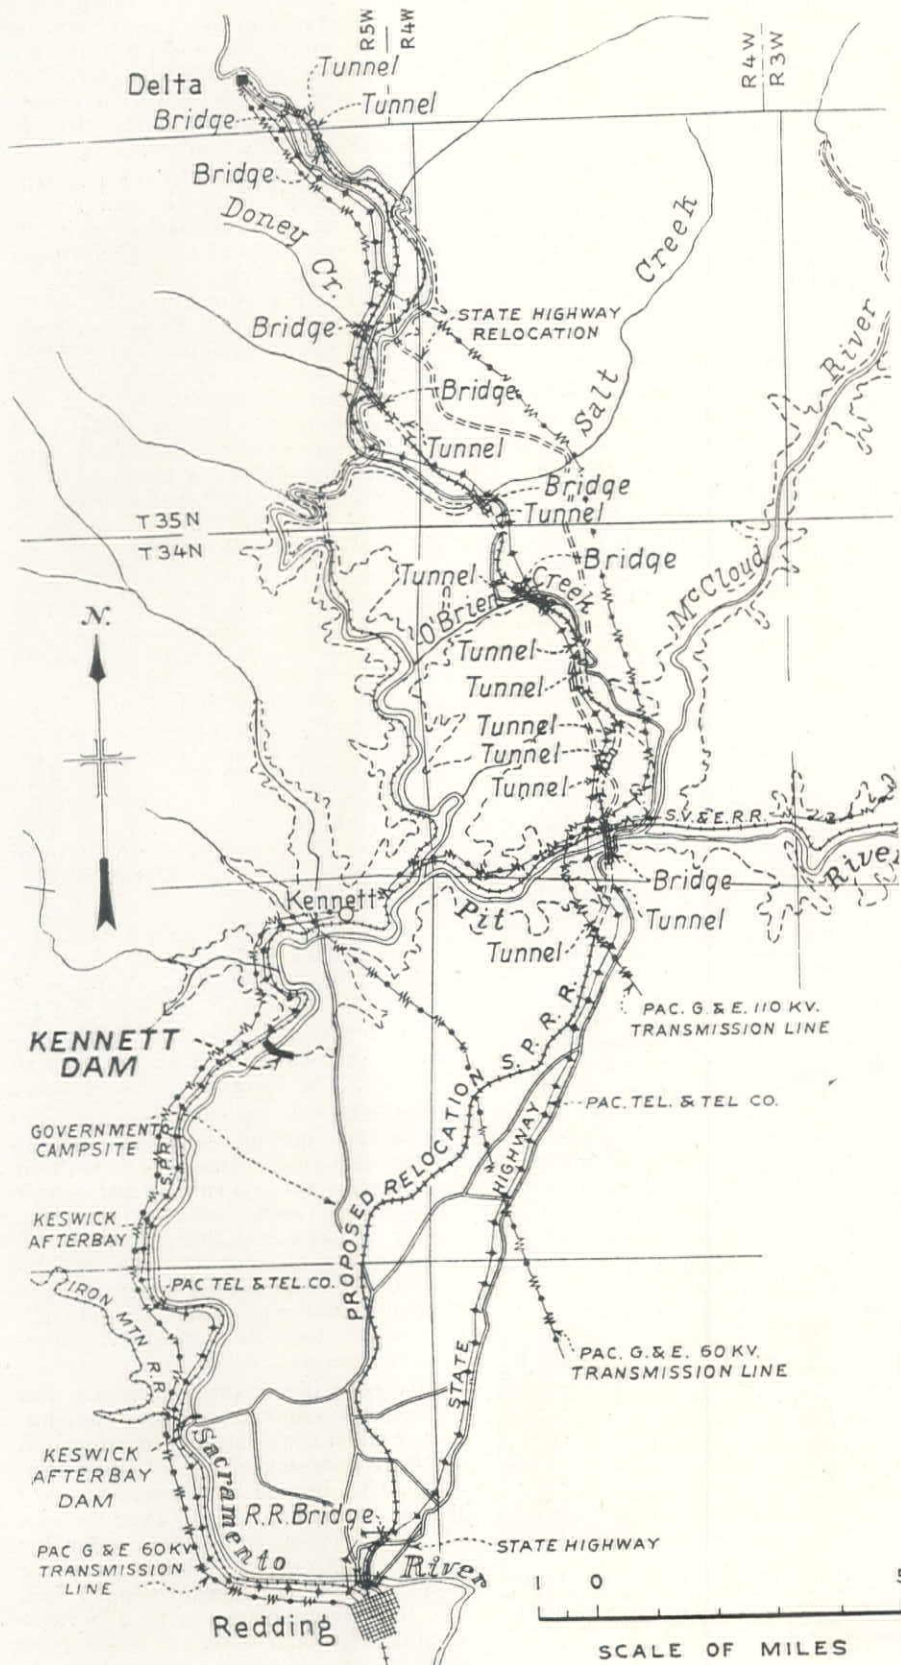 R5W
R4W
R4W
R3W
Tunnel
Delta
Tunnel
Bridge
Bridge
Doney
Cr.
Creek
STATE HIGHWAY
RELOCATION
Bridge
River
Salt
Bridge
Tunnel
Bridge
Tunnel
T35N
T34N
Bridge
Tunnel
Creek
O'Brien
McCloud
N.
Tunnel
Tunnel
Tunnel
Tunnel
Tunnel
S.V.&E.R.R.
River
Bridge
Kennett
Pit
Tunnel
Tunnel
PAC. G. & E. 110 KV.
TRANSMISSION LINE
KENNETT
DAM
S. P. R. R.
PROPOSED RELOCATION
PAC. TEL. & TEL CO.
GOVERNMENT
CAMPSITE
S.P.R.R.
HIGHWAY
KESWICK
AFTERBAY
PAC TEL & TEL. CO.
IRON MTN R.R.
PAC. G. & E. 60 KV.
TRANSMISSION LINE
STATE
KESWICK
AFTERBAY
DAM
Sacramento
R.R. Bridge
STATE HIGHWAY
PAC G & E 60 KV
TRANSMISSION
LINE
River
Redding
1 0 5
SCALE OF MILES